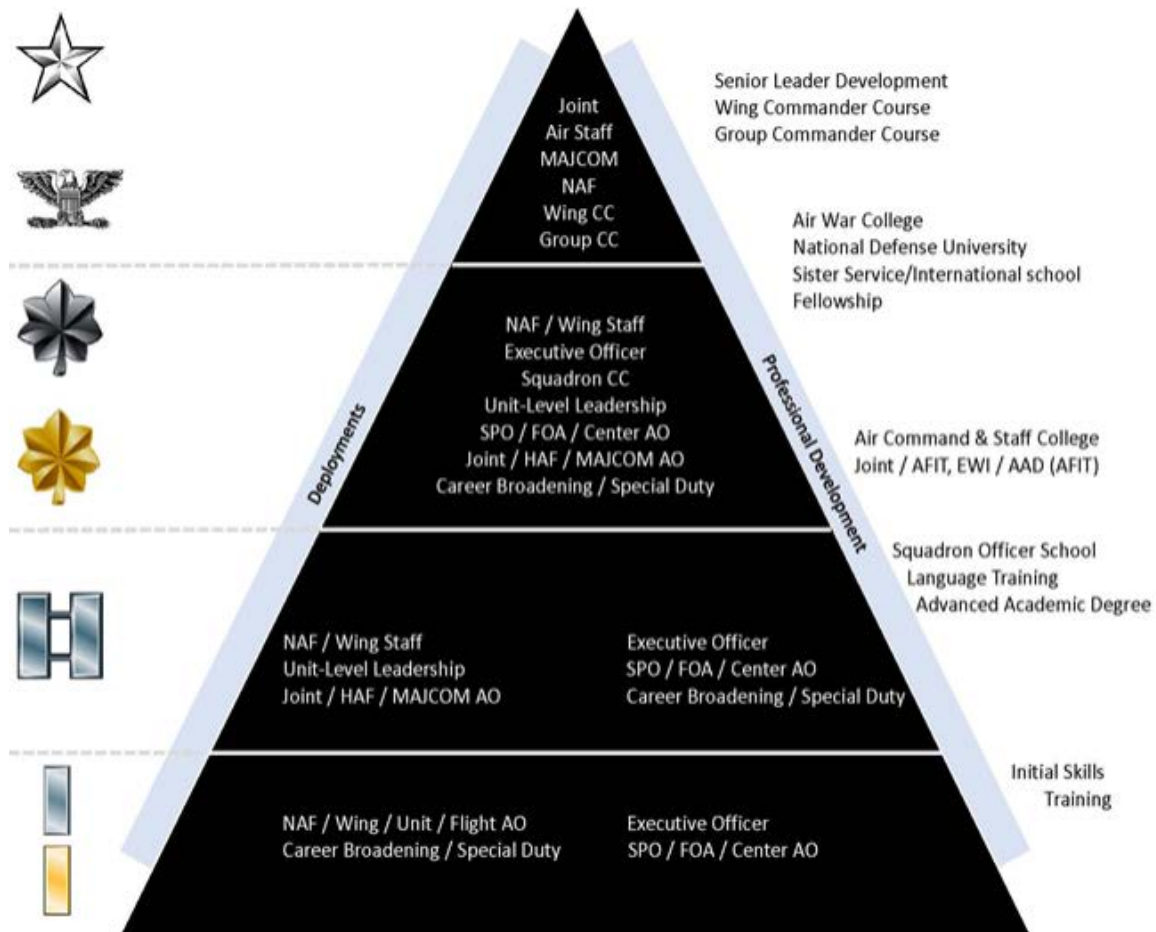 Senior Leader Development
Wing Commander Course
Group Commander Course
Joint
Air Staff
MAJCOM
NAF
Wing CC
Group CC
Air War College
National Defense University
Sister Service/International school
Fellowship
NAF / Wing Staff
Executive Officer
Squadron CC
Unit-Level Leadership
SPO / FOA / Center AO
Joint / HAF / MAJCOM AO
Career Broadening / Special Duty
Deployments
Professional Development
Air Command & Staff College
Joint / AFIT, EWI / AAD (AFIT)
Squadron Officer School
Language Training
Advanced Academic Degree
NAF / Wing Staff
Unit-Level Leadership
Joint / HAF / MAJCOM AO
Executive Officer
SPO / FOA / Center AO
Career Broadening / Special Duty
Initial Skills
Training
NAF / Wing / Unit / Flight AO
Career Broadening / Special Duty
Executive Officer
SPO / FOA / Center AO